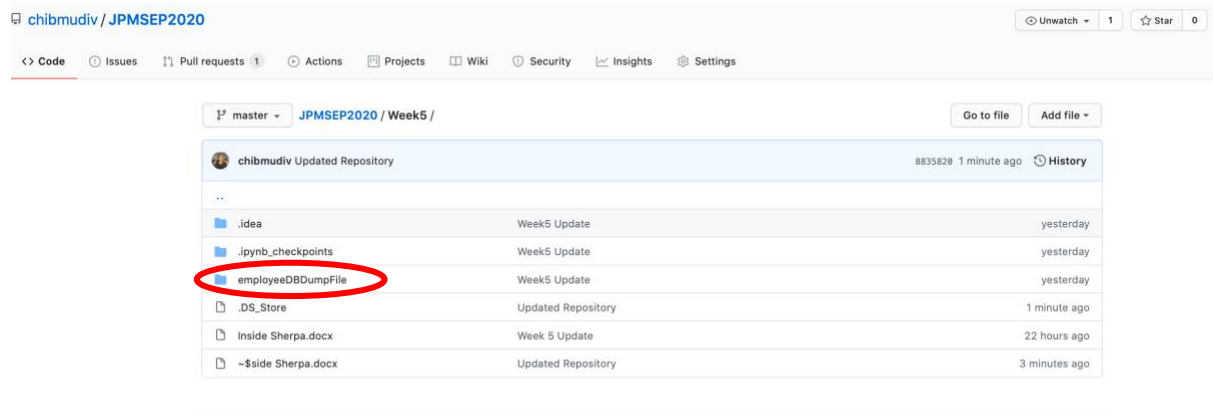 chibmudiv / JPMSEP2020 Unwatch 1 Star 0
<> Code Issues Pull requests 1 Actions Projects Wiki Security Insights Settings
master JPMSEP2020 / Week5 / Go to file Add file
chibmudiv Updated Repository 8835820 1 minute ago History
..
.idea Week5 Update yesterday
.ipynb_checkpoints Week5 Update yesterday
employeeDBDumpFile Week5 Update yesterday
.DS_Store Updated Repository 1 minute ago
Inside Sherpa.docx Week 5 Update 22 hours ago
~$side Sherpa.docx Updated Repository 3 minutes ago